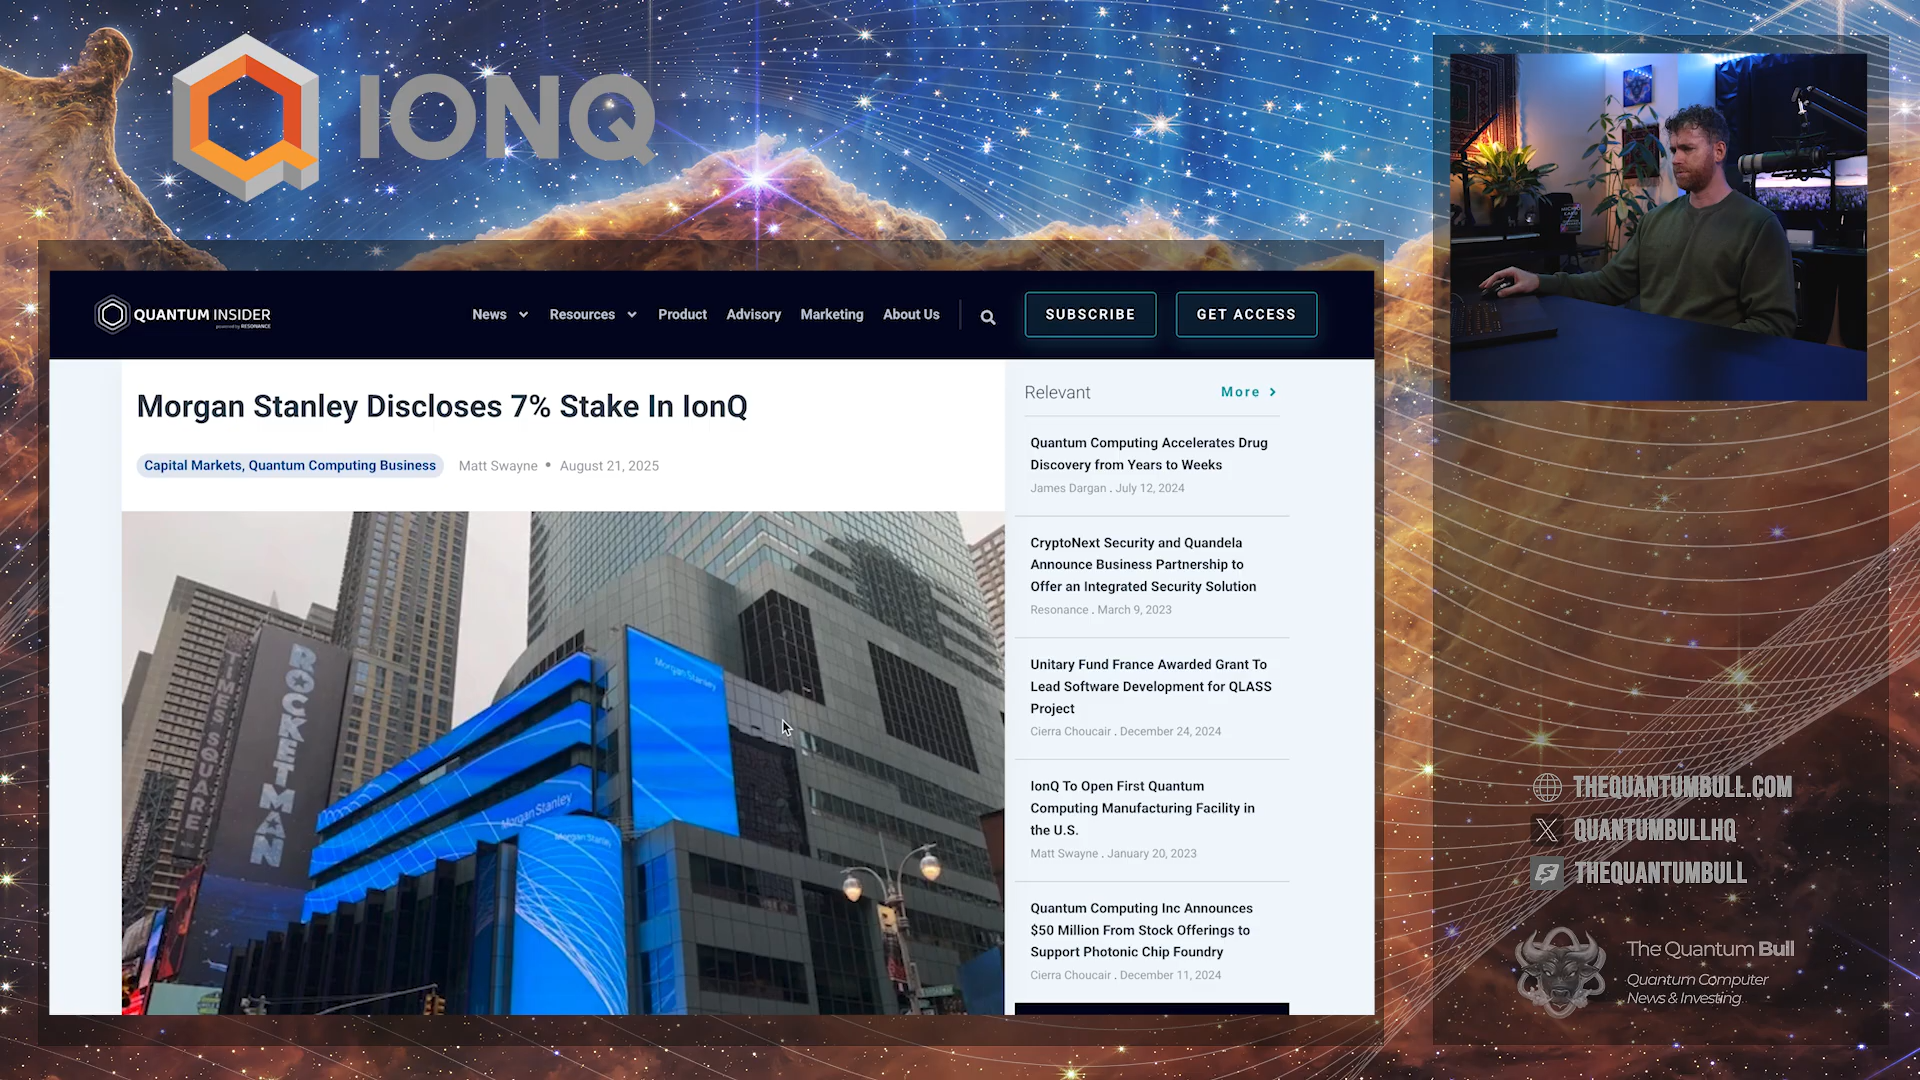 IONQ
QUANTUM INSIDER
powered by RESONANCE
News
Resources
Product
Advisory
Marketing
About Us
SUBSCRIBE
GET ACCESS
Morgan Stanley Discloses 7% Stake In IonQ
Capital Markets, Quantum Computing Business
Matt Swayne • August 21, 2025
TIMES SQUARE
ROCKETMAN
Morgan Stanley
Morgan Stanley
Morgan Stanley
Relevant
More >
Quantum Computing Accelerates Drug
Discovery from Years to Weeks
James Dargan . July 12, 2024
CryptoNext Security and Quandela
Announce Business Partnership to
Offer an Integrated Security Solution
Resonance . March 9, 2023
Unitary Fund France Awarded Grant To
Lead Software Development for QLASS
Project
Cierra Choucair . December 24, 2024
IonQ To Open First Quantum
Computing Manufacturing Facility in
the U.S.
Matt Swayne . January 20, 2023
Quantum Computing Inc Announces
$50 Million From Stock Offerings to
Support Photonic Chip Foundry
Cierra Choucair . December 11, 2024
THEQUANTUMBULL.COM
QUANTUMBULLHQ
THEQUANTUMBULL
The Quantum Bull
Quantum Computer
News & Investing